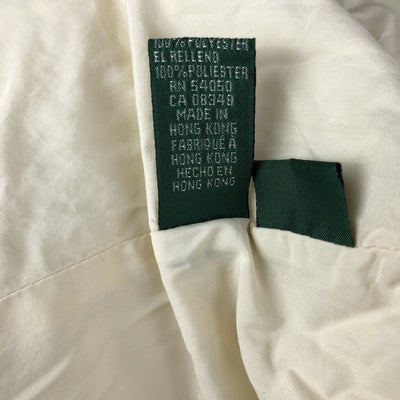 100% POLYESTER
EL RELLENO
100% POLIESTER
RN 54050
CA 08349
MADE IN
HONG KONG
FABRIQUÉ À
HONG KONG
HECHO EN
HONG KONG